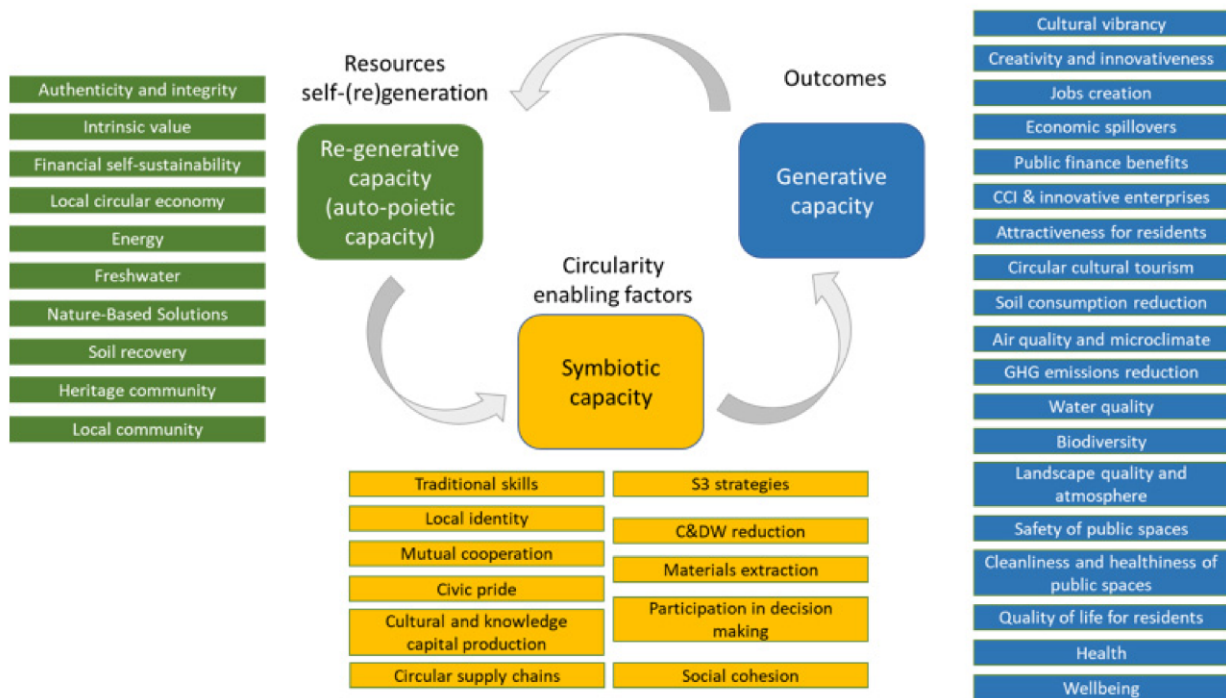 Resources
self-(re)generation
Authenticity and integrity
Intrinsic value
Financial self-sustainability
Local circular economy
Energy
Freshwater
Nature-Based Solutions
Soil recovery
Heritage community
Local community
Re-generative
capacity
(auto-poietic
capacity)
Outcomes
Generative
capacity
Circularity
enabling factors
Symbiotic
capacity
Traditional skills
Local identity
Mutual cooperation
Civic pride
Cultural and knowledge
capital production
Circular supply chains
S3 strategies
C&DW reduction
Materials extraction
Participation in decision
making
Social cohesion
Cultural vibrancy
Creativity and innovativeness
Jobs creation
Economic spillovers
Public finance benefits
CCI & innovative enterprises
Attractiveness for residents
Circular cultural tourism
Soil consumption reduction
Air quality and microclimate
GHG emissions reduction
Water quality
Biodiversity
Landscape quality and
atmosphere
Safety of public spaces
Cleanliness and healthiness of
public spaces
Quality of life for residents
Health
Wellbeing